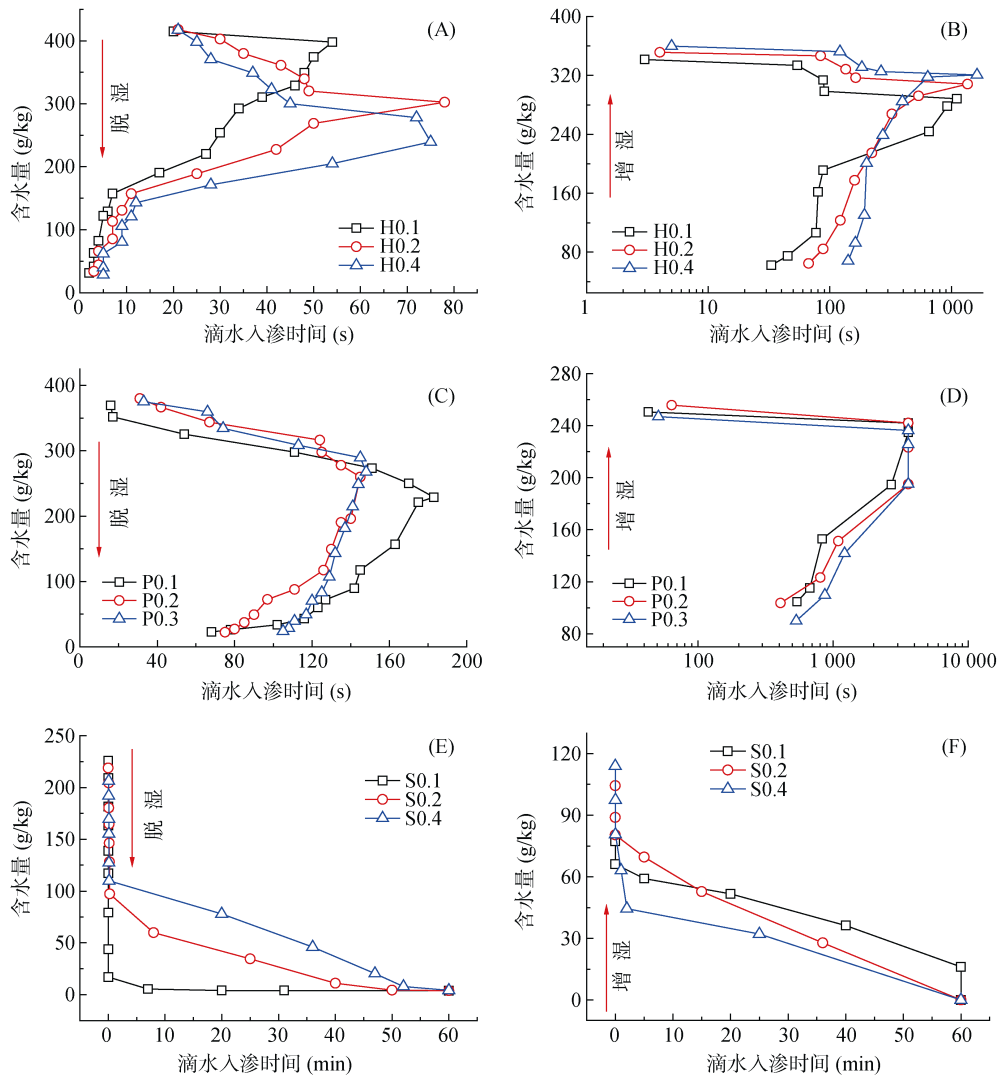 (A)
400
300
200
100
0
含水量 (g/kg)
脱湿
H0.1
H0.2
H0.4
0 10 20 30 40 50 60 70 80
滴水入渗时间 (s)
(B)
400
320
240
160
80
含水量 (g/kg)
增湿
H0.1
H0.2
H0.4
1 10 100 1 000
滴水入渗时间 (s)
(C)
400
300
200
100
0
含水量 (g/kg)
脱湿
P0.1
P0.2
P0.3
0 40 80 120 160 200
滴水入渗时间 (s)
(D)
280
240
200
160
120
80
含水量 (g/kg)
增湿
P0.1
P0.2
P0.3
100 1 000 10 000
滴水入渗时间 (s)
(E)
250
200
150
100
50
0
含水量 (g/kg)
脱湿
S0.1
S0.2
S0.4
0 10 20 30 40 50 60
滴水入渗时间 (min)
(F)
120
90
60
30
0
含水量 (g/kg)
增湿
S0.1
S0.2
S0.4
0 10 20 30 40 50 60
滴水入渗时间 (min)